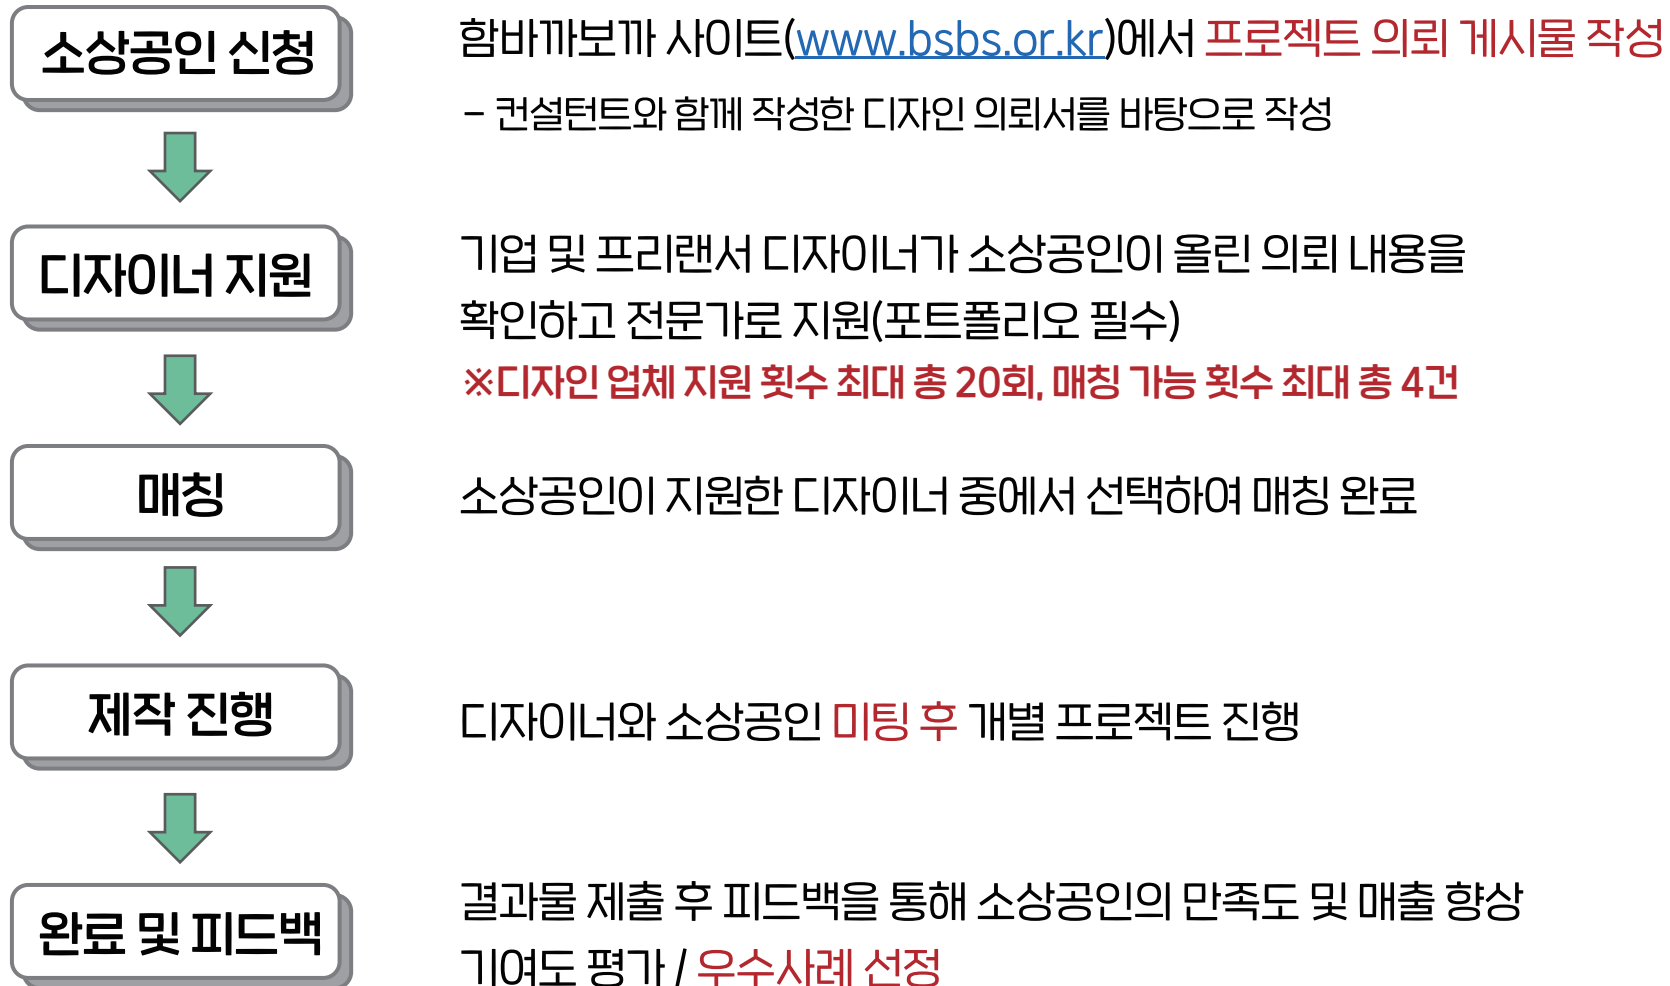 소상공인 신청
함바까보까 사이트(www.bsbs.or.kr)에서 프로젝트 의뢰 게시물 작성
- 컨설턴트와 함께 작성한 디자인 의뢰서를 바탕으로 작성
디자이너 지원
기업 및 프리랜서 디자이너가 소상공인이 올린 의뢰 내용을
확인하고 전문가로 지원(포트폴리오 필수)
※디자인 업체 지원 횟수 최대 총 20회, 매칭 가능 횟수 최대 총 4건
매칭
소상공인이 지원한 디자이너 중에서 선택하여 매칭 완료
제작 진행
디자이너와 소상공인 미팅 후 개별 프로젝트 진행
완료 및 피드백
결과물 제출 후 피드백을 통해 소상공인의 만족도 및 매출 향상
기여도 평가 / 우수사례 선정